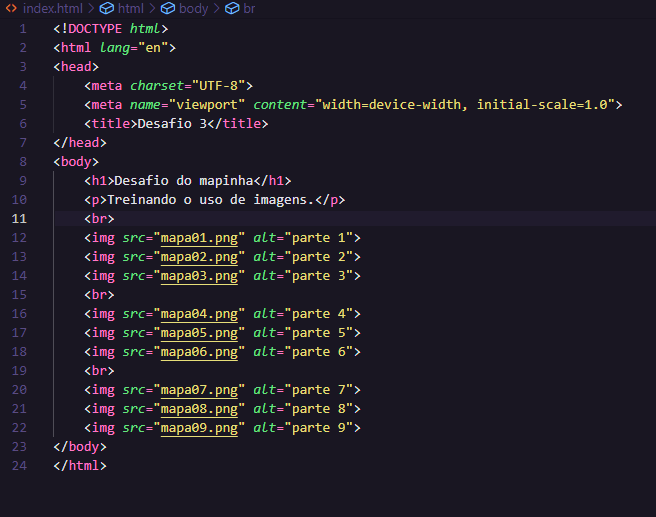 index.html > html > body > br
1 <!DOCTYPE html>
2 <html lang="en">
3 <head>
4 <meta charset="UTF-8">
5 <meta name="viewport" content="width=device-width, initial-scale=1.0">
6 <title>Desafio 3</title>
7 </head>
8 <body>
9 <h1>Desafio do mapinha</h1>
10 <p>Treinando o uso de imagens.</p>
11 <br>
12 <img src="mapa01.png" alt="parte 1">
13 <img src="mapa02.png" alt="parte 2">
14 <img src="mapa03.png" alt="parte 3">
15 <br>
16 <img src="mapa04.png" alt="parte 4">
17 <img src="mapa05.png" alt="parte 5">
18 <img src="mapa06.png" alt="parte 6">
19 <br>
20 <img src="mapa07.png" alt="parte 7">
21 <img src="mapa08.png" alt="parte 8">
22 <img src="mapa09.png" alt="parte 9">
23 </body>
24 </html>